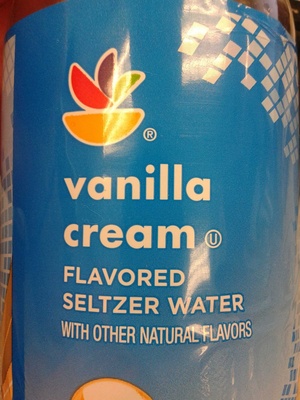 ®
vanilla
cream Ⓤ
FLAVORED
SELTZER WATER
WITH OTHER NATURAL FLAVORS